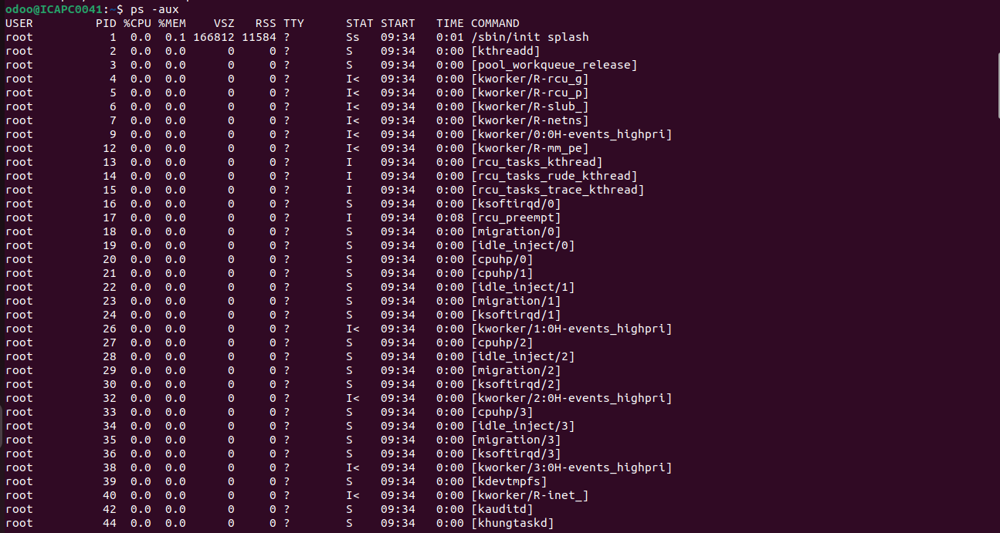 odoo@ICAPC0041:~$ ps -aux
USER PID %CPU %MEM VSZ RSS TTY STAT START TIME COMMAND
root 1 0.0 0.1 166812 11584 ? Ss 09:34 0:01 /sbin/init splash
root 2 0.0 0.0 0 0 ? S 09:34 0:00 [kthreadd]
root 3 0.0 0.0 0 0 ? S 09:34 0:00 [pool_workqueue_release]
root 4 0.0 0.0 0 0 ? I< 09:34 0:00 [kworker/R-rcu_g]
root 5 0.0 0.0 0 0 ? I< 09:34 0:00 [kworker/R-rcu_p]
root 6 0.0 0.0 0 0 ? I< 09:34 0:00 [kworker/R-slub_]
root 7 0.0 0.0 0 0 ? I< 09:34 0:00 [kworker/R-netns]
root 9 0.0 0.0 0 0 ? I< 09:34 0:00 [kworker/0:0H-events_highpri]
root 12 0.0 0.0 0 0 ? I< 09:34 0:00 [kworker/R-mm_pe]
root 13 0.0 0.0 0 0 ? I 09:34 0:00 [rcu_tasks_kthread]
root 14 0.0 0.0 0 0 ? I 09:34 0:00 [rcu_tasks_rude_kthread]
root 15 0.0 0.0 0 0 ? I 09:34 0:00 [rcu_tasks_trace_kthread]
root 16 0.0 0.0 0 0 ? S 09:34 0:00 [ksoftirqd/0]
root 17 0.0 0.0 0 0 ? I 09:34 0:08 [rcu_preempt]
root 18 0.0 0.0 0 0 ? S 09:34 0:00 [migration/0]
root 19 0.0 0.0 0 0 ? S 09:34 0:00 [idle_inject/0]
root 20 0.0 0.0 0 0 ? S 09:34 0:00 [cpuhp/0]
root 21 0.0 0.0 0 0 ? S 09:34 0:00 [cpuhp/1]
root 22 0.0 0.0 0 0 ? S 09:34 0:00 [idle_inject/1]
root 23 0.0 0.0 0 0 ? S 09:34 0:00 [migration/1]
root 24 0.0 0.0 0 0 ? S 09:34 0:00 [ksoftirqd/1]
root 26 0.0 0.0 0 0 ? I< 09:34 0:00 [kworker/1:0H-events_highpri]
root 27 0.0 0.0 0 0 ? S 09:34 0:00 [cpuhp/2]
root 28 0.0 0.0 0 0 ? S 09:34 0:00 [idle_inject/2]
root 29 0.0 0.0 0 0 ? S 09:34 0:00 [migration/2]
root 30 0.0 0.0 0 0 ? S 09:34 0:00 [ksoftirqd/2]
root 32 0.0 0.0 0 0 ? I< 09:34 0:00 [kworker/2:0H-events_highpri]
root 33 0.0 0.0 0 0 ? S 09:34 0:00 [cpuhp/3]
root 34 0.0 0.0 0 0 ? S 09:34 0:00 [idle_inject/3]
root 35 0.0 0.0 0 0 ? S 09:34 0:00 [migration/3]
root 36 0.0 0.0 0 0 ? S 09:34 0:00 [ksoftirqd/3]
root 38 0.0 0.0 0 0 ? I< 09:34 0:00 [kworker/3:0H-events_highpri]
root 39 0.0 0.0 0 0 ? S 09:34 0:00 [kdevtmpfs]
root 40 0.0 0.0 0 0 ? I< 09:34 0:00 [kworker/R-inet_]
root 42 0.0 0.0 0 0 ? S 09:34 0:00 [kauditd]
root 44 0.0 0.0 0 0 ? S 09:34 0:00 [khungtaskd]